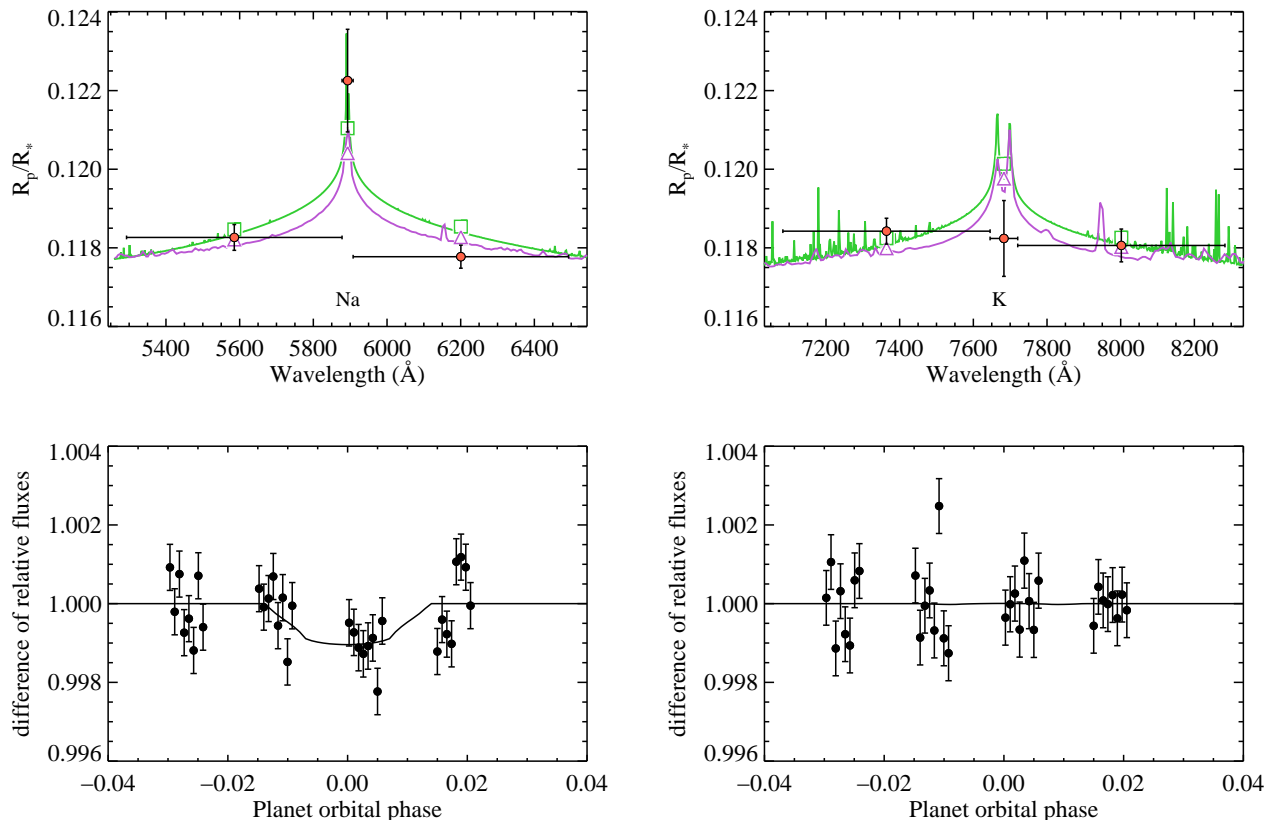 0.124
0.122
0.120
0.118
0.116
Rp/R*
Na
5400 5600 5800 6000 6200 6400
Wavelength (Å)
0.124
0.122
0.120
0.118
0.116
Rp/R*
K
7200 7400 7600 7800 8000 8200
Wavelength (Å)
1.004
1.002
1.000
0.998
0.996
difference of relative fluxes
−0.04 −0.02 0.00 0.02 0.04
Planet orbital phase
1.004
1.002
1.000
0.998
0.996
difference of relative fluxes
−0.04 −0.02 0.00 0.02 0.04
Planet orbital phase